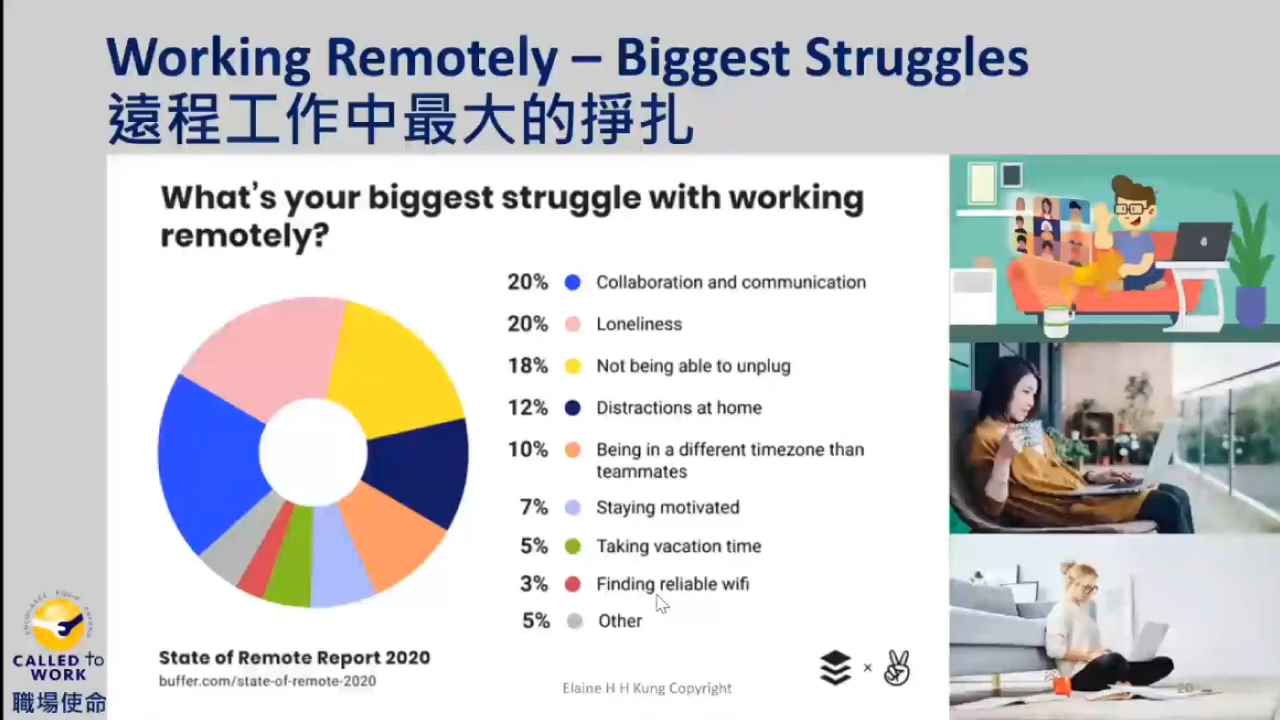 Working Remotely – Biggest Struggles
遠程工作中最大的掙扎
What's your biggest struggle with working
remotely?
20% Collaboration and communication
20% Loneliness
18% Not being able to unplug
12% Distractions at home
10% Being in a different timezone than
teammates
7% Staying motivated
5% Taking vacation time
3% Finding reliable wifi
5% Other
State of Remote Report 2020
buffer.com/state-of-remote-2020
×
Elaine H H Kung Copyright
20
ENCOURAGE EQUIP EXPAND
CALLED to
WORK
職場使命